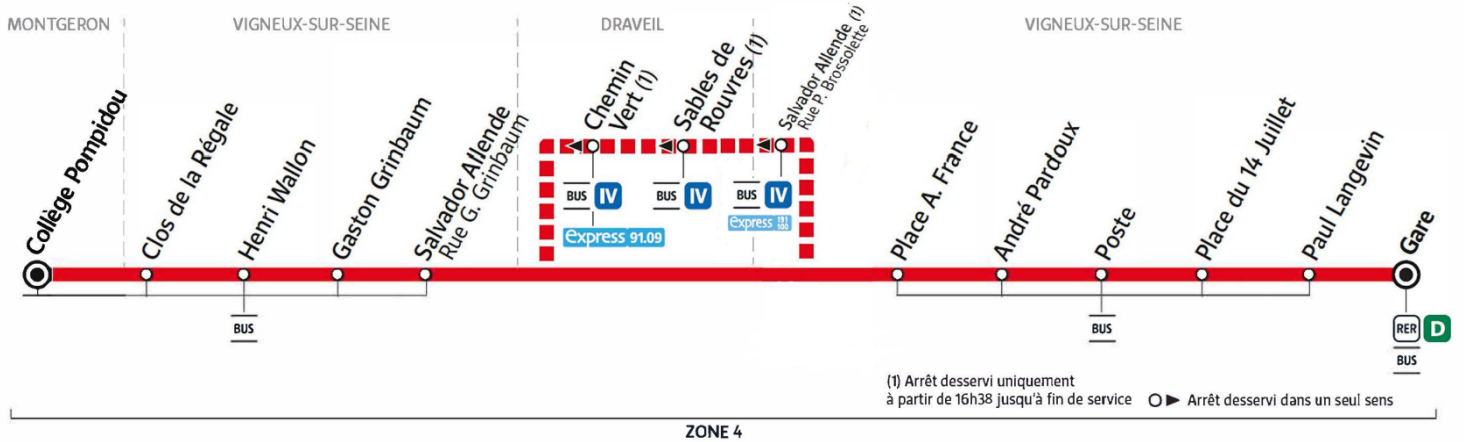 MONTGERON
VIGNEUX-SUR-SEINE
DRAVEIL
VIGNEUX-SUR-SEINE
Collège Pompidou
Clos de la Régale
Henri Wallon
Gaston Grinbaum
Salvador Allende
Rue G. Grinbaum
Chemin
Vert (1)
Sables de
Rouvres (1)
Salvador Allende (1)
Rue P. Brossolette
Place A. France
André Pardoux
Poste
Place du 14 Juillet
Paul Langevin
Gare
BUS IV
express 91.09
BUS IV
BUS IV
express 191
100
BUS
BUS
RER D
BUS
(1) Arrêt desservi uniquement
à partir de 16h38 jusqu'à fin de service
Arrêt desservi dans un seul sens
ZONE 4